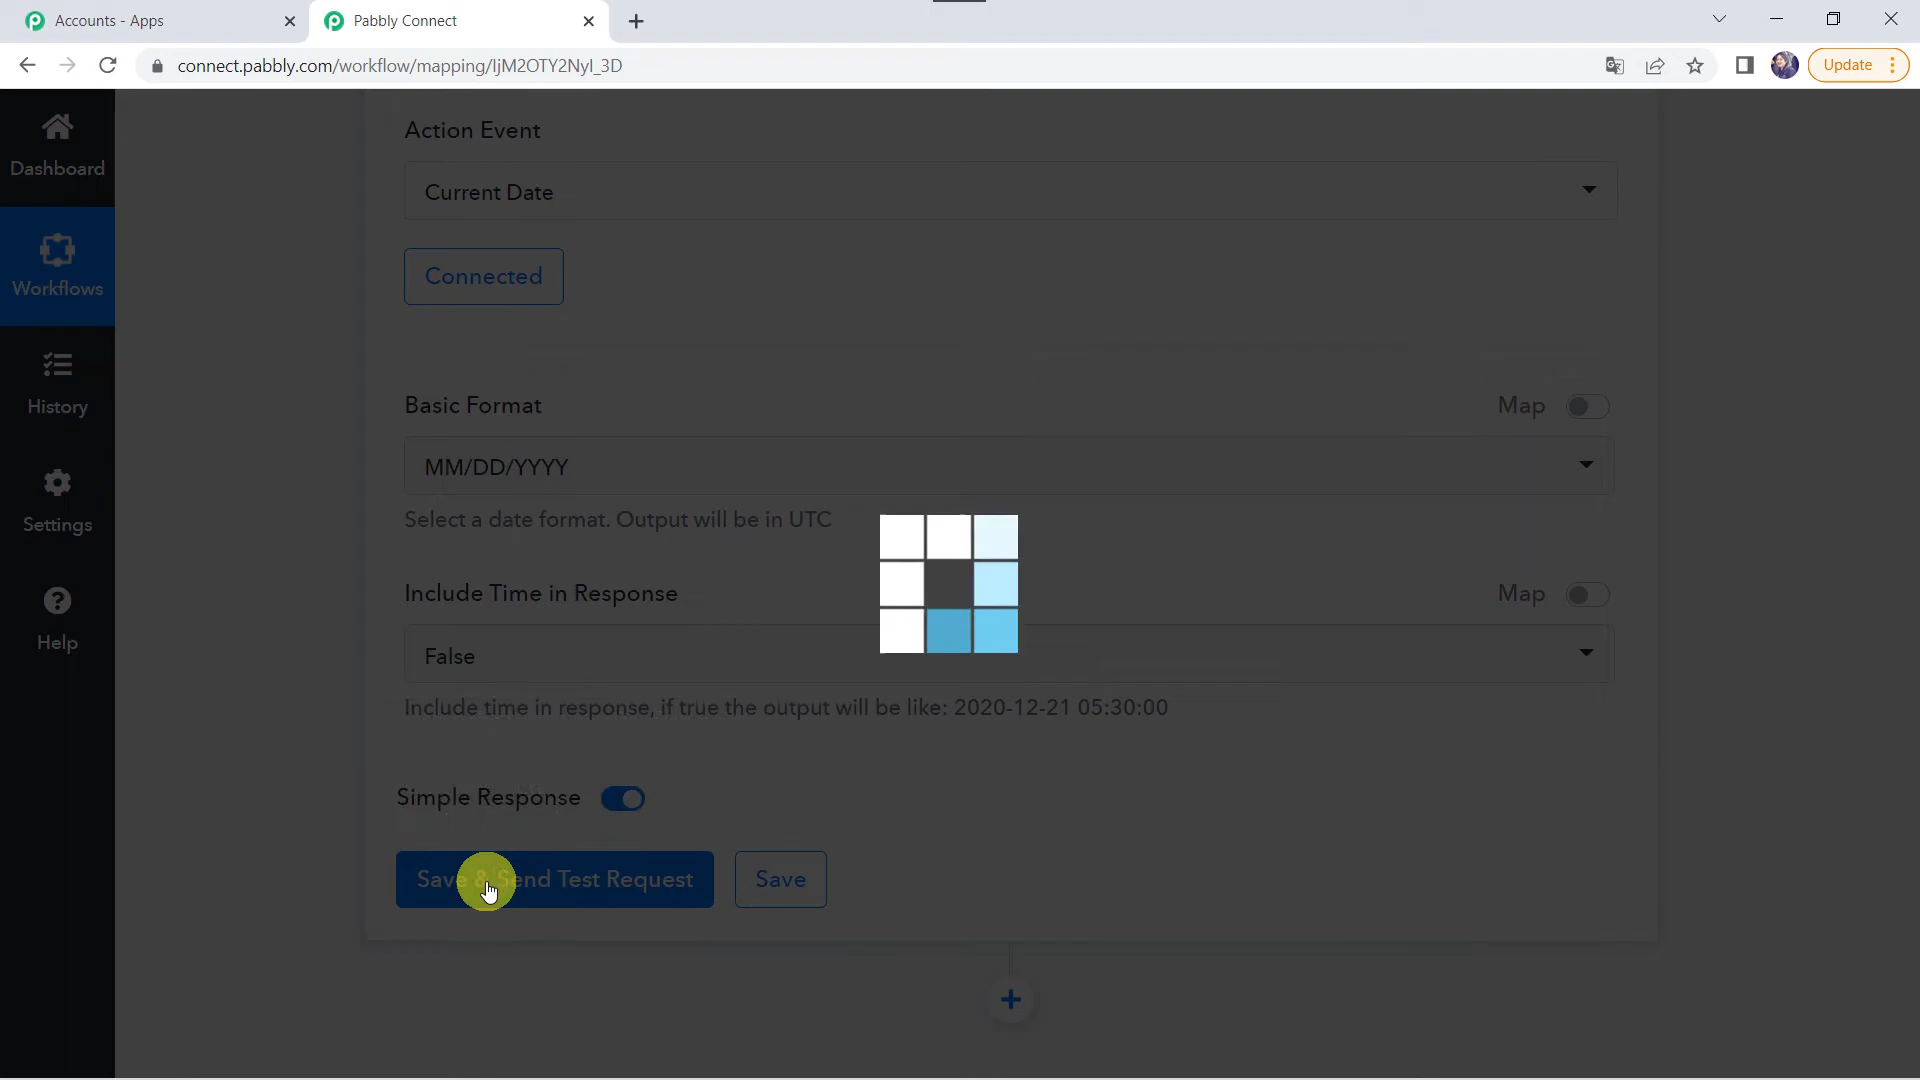 Accounts - Apps
Pabbly Connect
connect.pabbly.com/workflow/mapping/IjM2OTY2NyI_3D
Update
Dashboard
Workflows
History
Settings
Help
Action Event
Current Date
Connected
Basic Format
Map
MM/DD/YYYY
Select a date format. Output will be in UTC
Include Time in Response
Map
False
Include time in response, if true the output will be like: 2020-12-21 05:30:00
Simple Response
Save & Send Test Request
Save